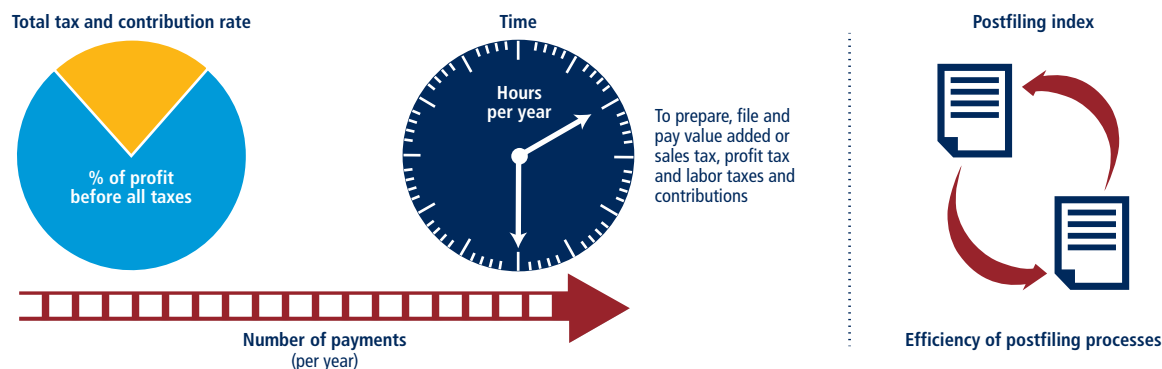 Total tax and contribution rate
% of profit
before all taxes
Time
Hours
per year
To prepare, file and
pay value added or
sales tax, profit tax
and labor taxes and
contributions
Number of payments
(per year)
Postfiling index
Efficiency of postfiling processes